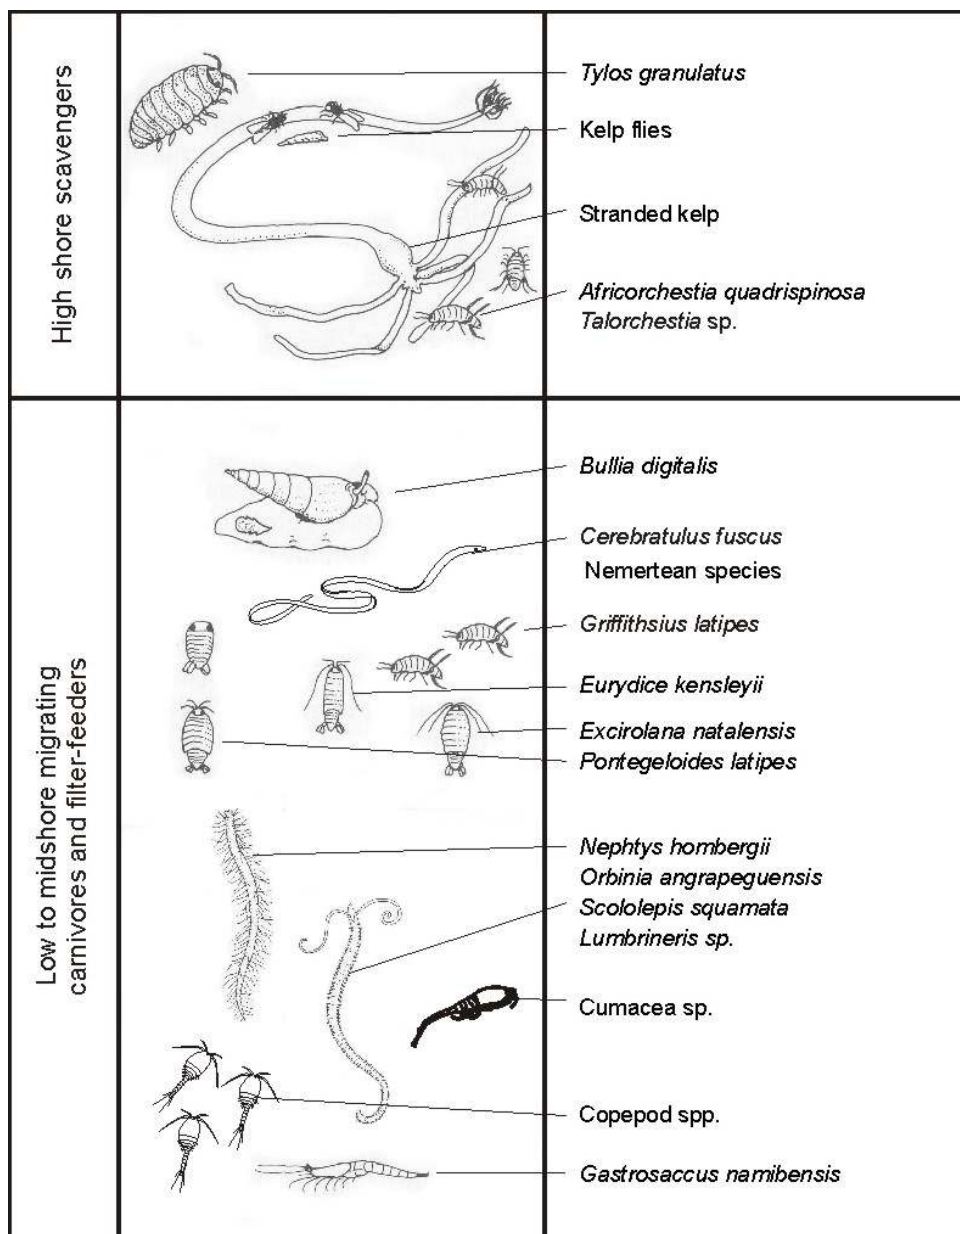 High shore scavengers
Tylos granulatus
Kelp flies
Stranded kelp
Africorchestia quadrispinosa
Talorchestia sp.
Low to midshore migrating
carnivores and filter-feeders
Bullia digitalis
Cerebratulus fuscus
Nemertean species
Griffithsius latipes
Eurydice kensleyii
Excirolana natalensis
Pontegeloides latipes
Nephtys hombergii
Orbinia angrapeguensis
Scololepis squamata
Lumbrineris sp.
Cumacea sp.
Copepod spp.
Gastrosaccus namibensis